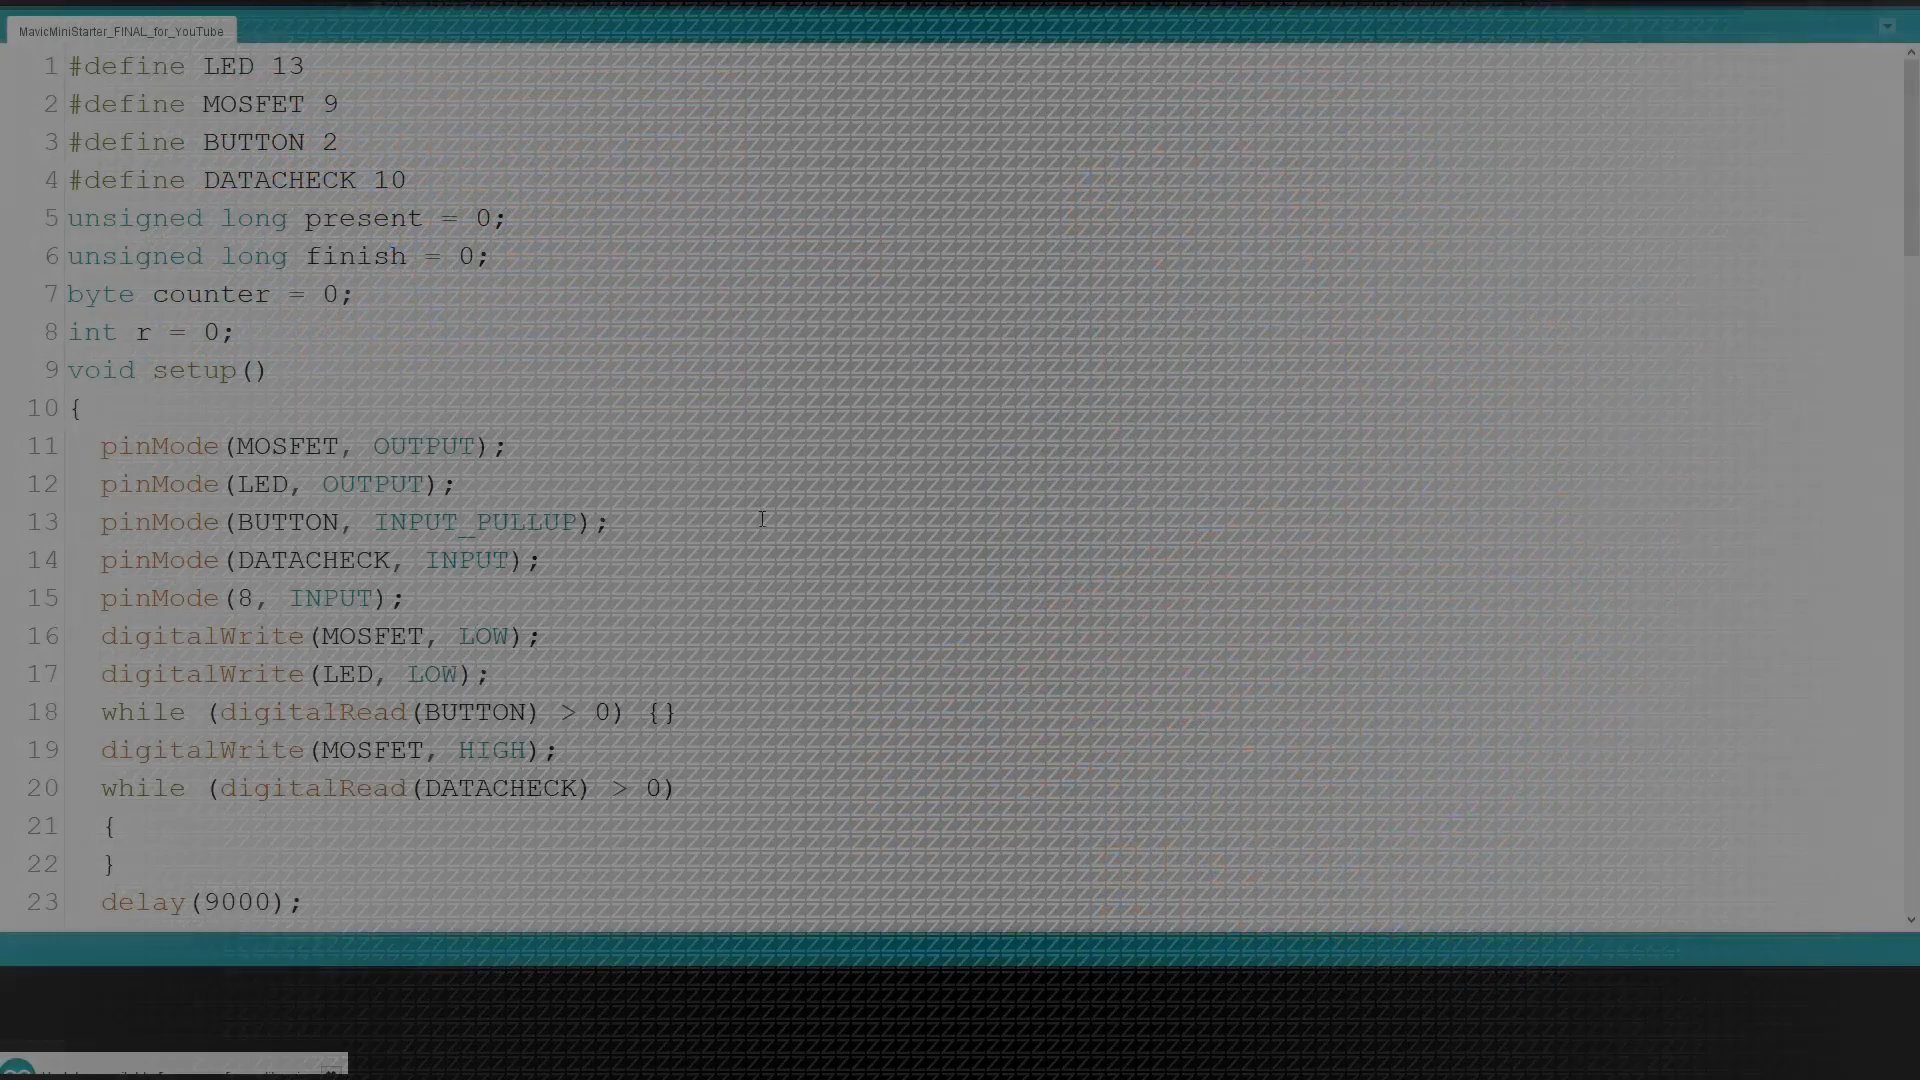 MavicMiniStarter_FINAL_for_YouTube
1 #define LED 13
2 #define MOSFET 9
3 #define BUTTON 2
4 #define DATACHECK 10
5 unsigned long present = 0;
6 unsigned long finish = 0;
7 byte counter = 0;
8 int r = 0;
9 void setup()
10 {
11 pinMode(MOSFET, OUTPUT);
12 pinMode(LED, OUTPUT);
13 pinMode(BUTTON, INPUT_PULLUP);
14 pinMode(DATACHECK, INPUT);
15 pinMode(8, INPUT);
16 digitalWrite(MOSFET, LOW);
17 digitalWrite(LED, LOW);
18 while (digitalRead(BUTTON) > 0) {}
19 digitalWrite(MOSFET, HIGH);
20 while (digitalRead(DATACHECK) > 0)
21 {
22 }
23 delay(9000);